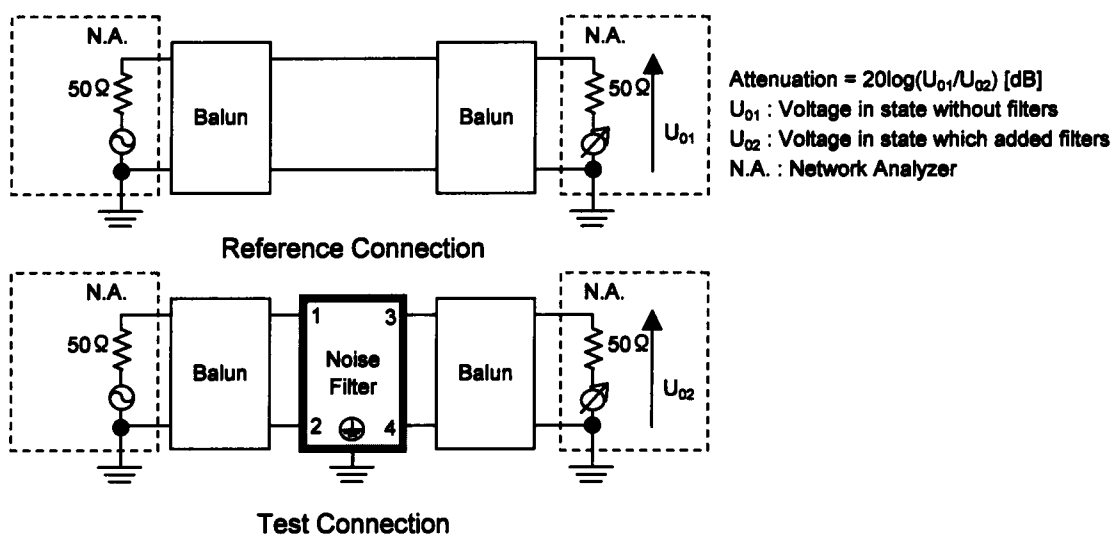 N.A.
N.A.
50Ω
50Ω
Balun
Balun
U₀₁
Attenuation = 20log(U₀₁/U₀₂) [dB]
U₀₁ : Voltage in state without filters
U₀₂ : Voltage in state which added filters
N.A. : Network Analyzer
Reference Connection
N.A.
N.A.
1 3
50Ω
50Ω
Balun
Noise
Filter
Balun
U₀₂
2 4
Test Connection